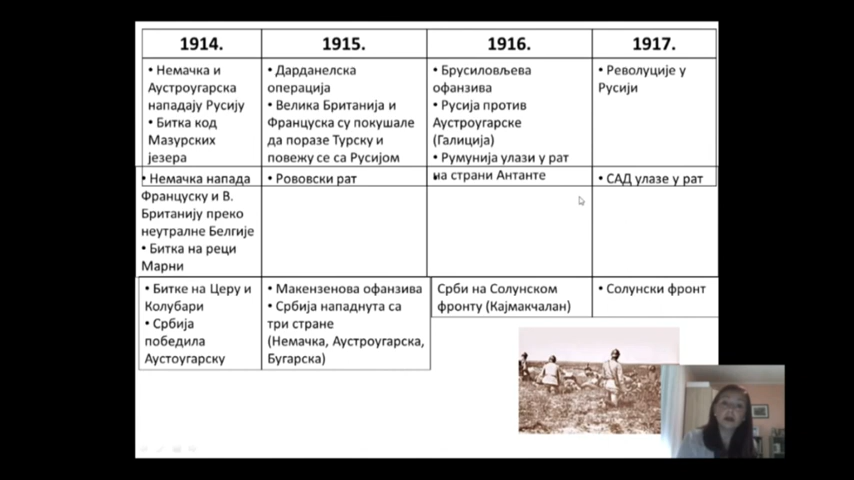 1914.
1915.
1916.
1917.
• Немачка и
Аустроугарска
нападају Русију
• Битка код
Мазурских
језера
• Дарданелска
операција
• Велика Британија и
Француска су покушале
да поразе Турску и
повежу се са Русијом
• Брусиловљева
офанзива
• Русија против
Аустроугарске
(Галиција)
• Румунија улази у рат
на страни Антанте
• Револуције у
Русији
• Немачка напада
Француску и В.
Британију преко
неутралне Белгије
• Битка на реци
Марни
• Рововски рат
•
• САД улазе у рат
• Битке на Церу и
Колубари
• Србија
победила
Аустоугарску
• Макензенова офанзива
• Србија нападнута са
три стране
(Немачка, Аустроугарска,
Бугарска)
Срби на Солунском
фронту (Кајмакчалан)
• Солунски фронт